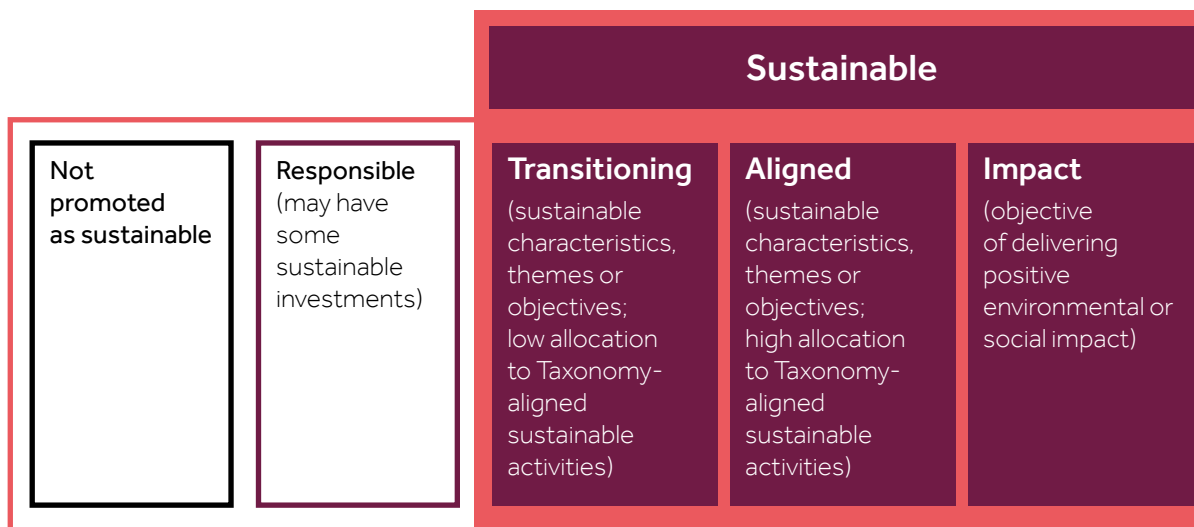 Sustainable
Not
promoted
as sustainable
Responsible
(may have
some
sustainable
investments)
Transitioning
(sustainable
characteristics,
themes or
objectives;
low allocation
to Taxonomy-
aligned
sustainable
activities)
Aligned
(sustainable
characteristics,
themes or
objectives;
high allocation
to Taxonomy-
aligned
sustainable
activities)
Impact
(objective
of delivering
positive
environmental or
social impact)